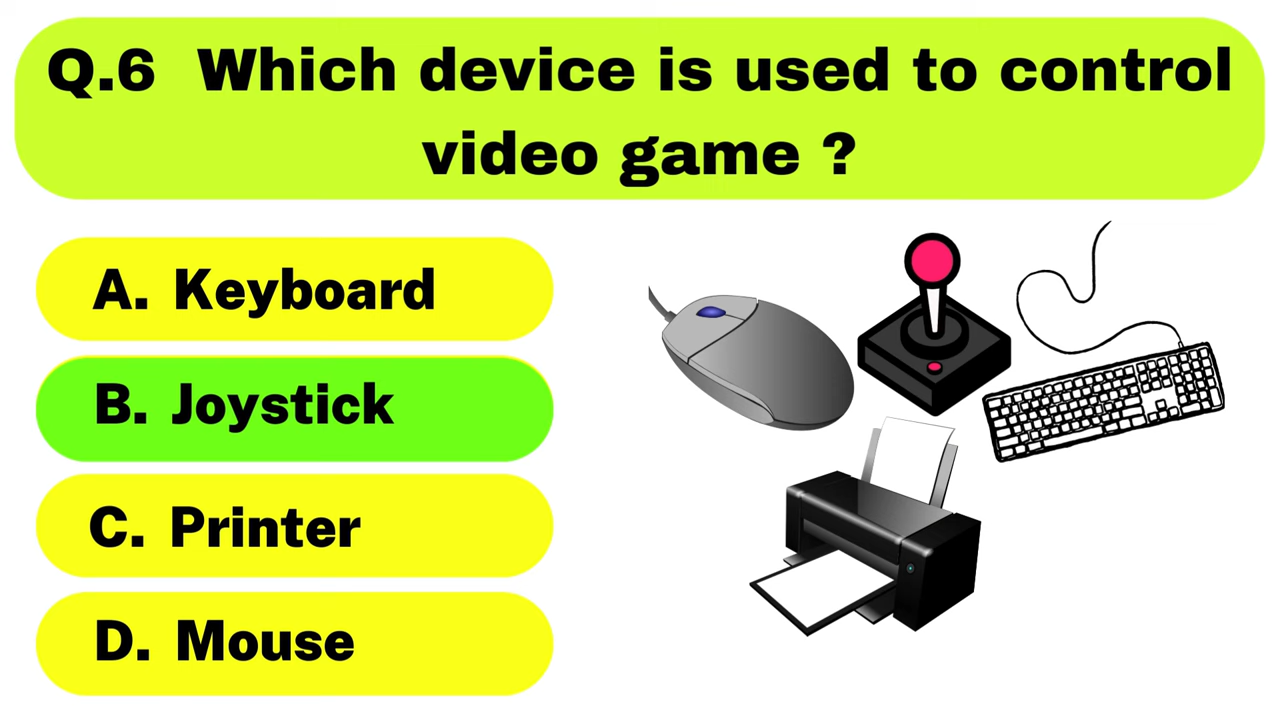 Q.6 Which device is used to control
video game ?
A. Keyboard
B. Joystick
C. Printer
D. Mouse